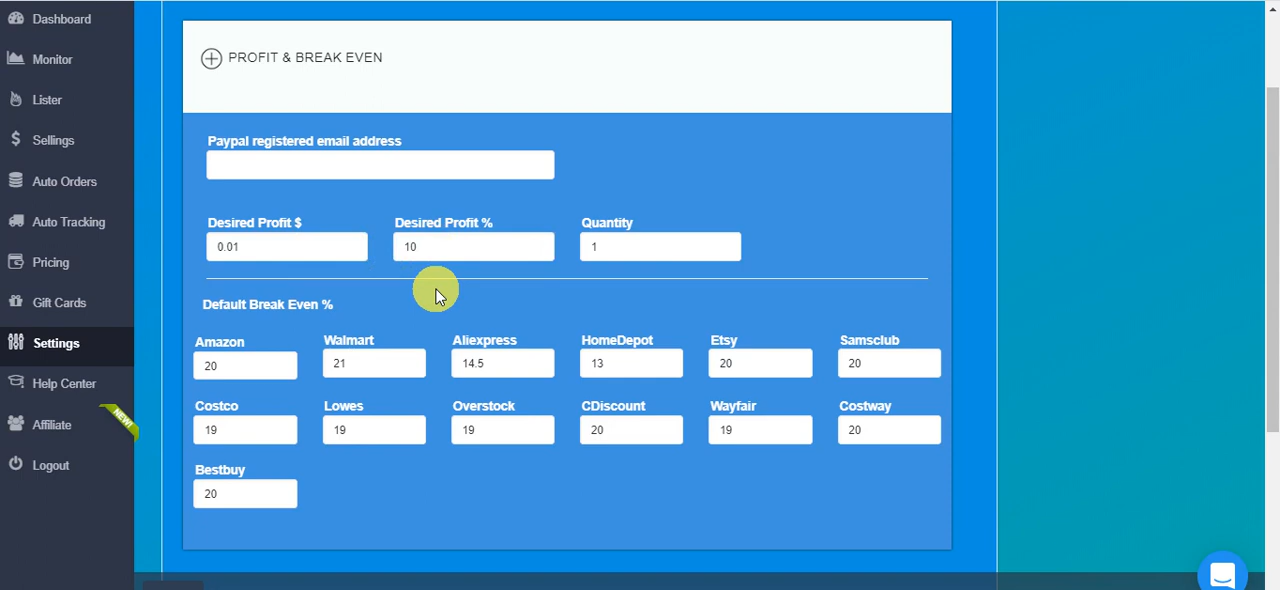 Dashboard
Monitor
Lister
Sellings
Auto Orders
Auto Tracking
Pricing
Gift Cards
Settings
Help Center
Affiliate
NEW!
Logout
PROFIT & BREAK EVEN
Paypal registered email address
Desired Profit $ Desired Profit % Quantity
0.01 10 1
Default Break Even %
Amazon Walmart Aliexpress HomeDepot Etsy Samsclub
20 21 14.5 13 20 20
Costco Lowes Overstock CDiscount Wayfair Costway
19 19 19 20 19 20
Bestbuy
20